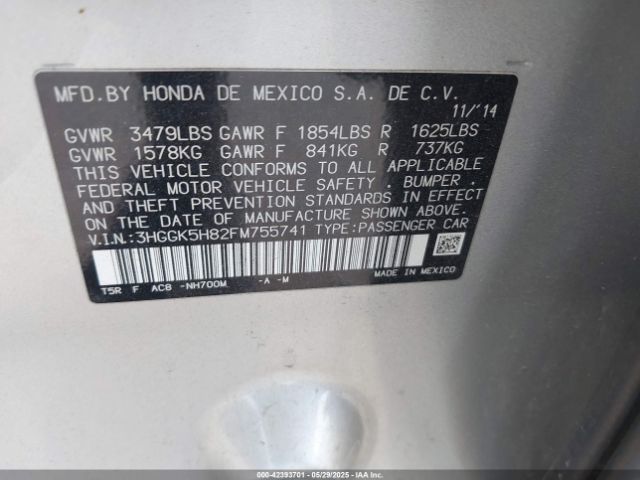 MFD.BY HONDA DE MEXICO S.A. DE C.V.
11/'14
GVWR 3479LBS GAWR F 1854LBS R 1625LBS
GVWR 1578KG GAWR F 841KG R 737KG
THIS VEHICLE CONFORMS TO ALL APPLICABLE
FEDERAL MOTOR VEHICLE SAFETY , BUMPER ,
AND THEFT PREVENTION STANDARDS IN EFFECT
ON THE DATE OF MANUFACTURE SHOWN ABOVE.
V.I.N.:3HGGK5H82FM755741 TYPE:PASSENGER CAR
MADE IN MEXICO
T5R F AC8 -NH700M -A -M
00-42393701 - 05/29/2025 - Copyright - IAA, Inc.